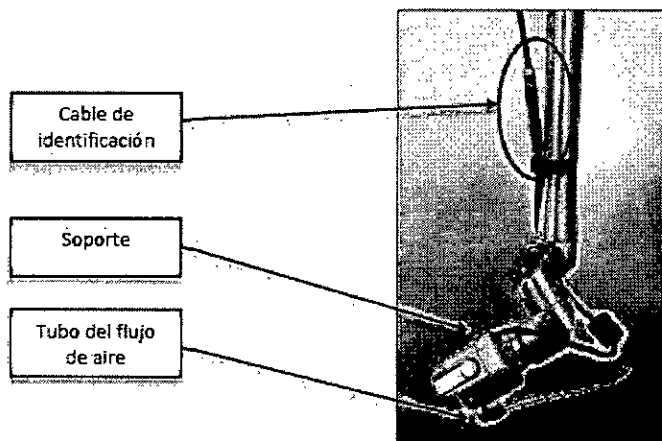 Cable de
identificación
Soporte
Tubo del flujo
de aire